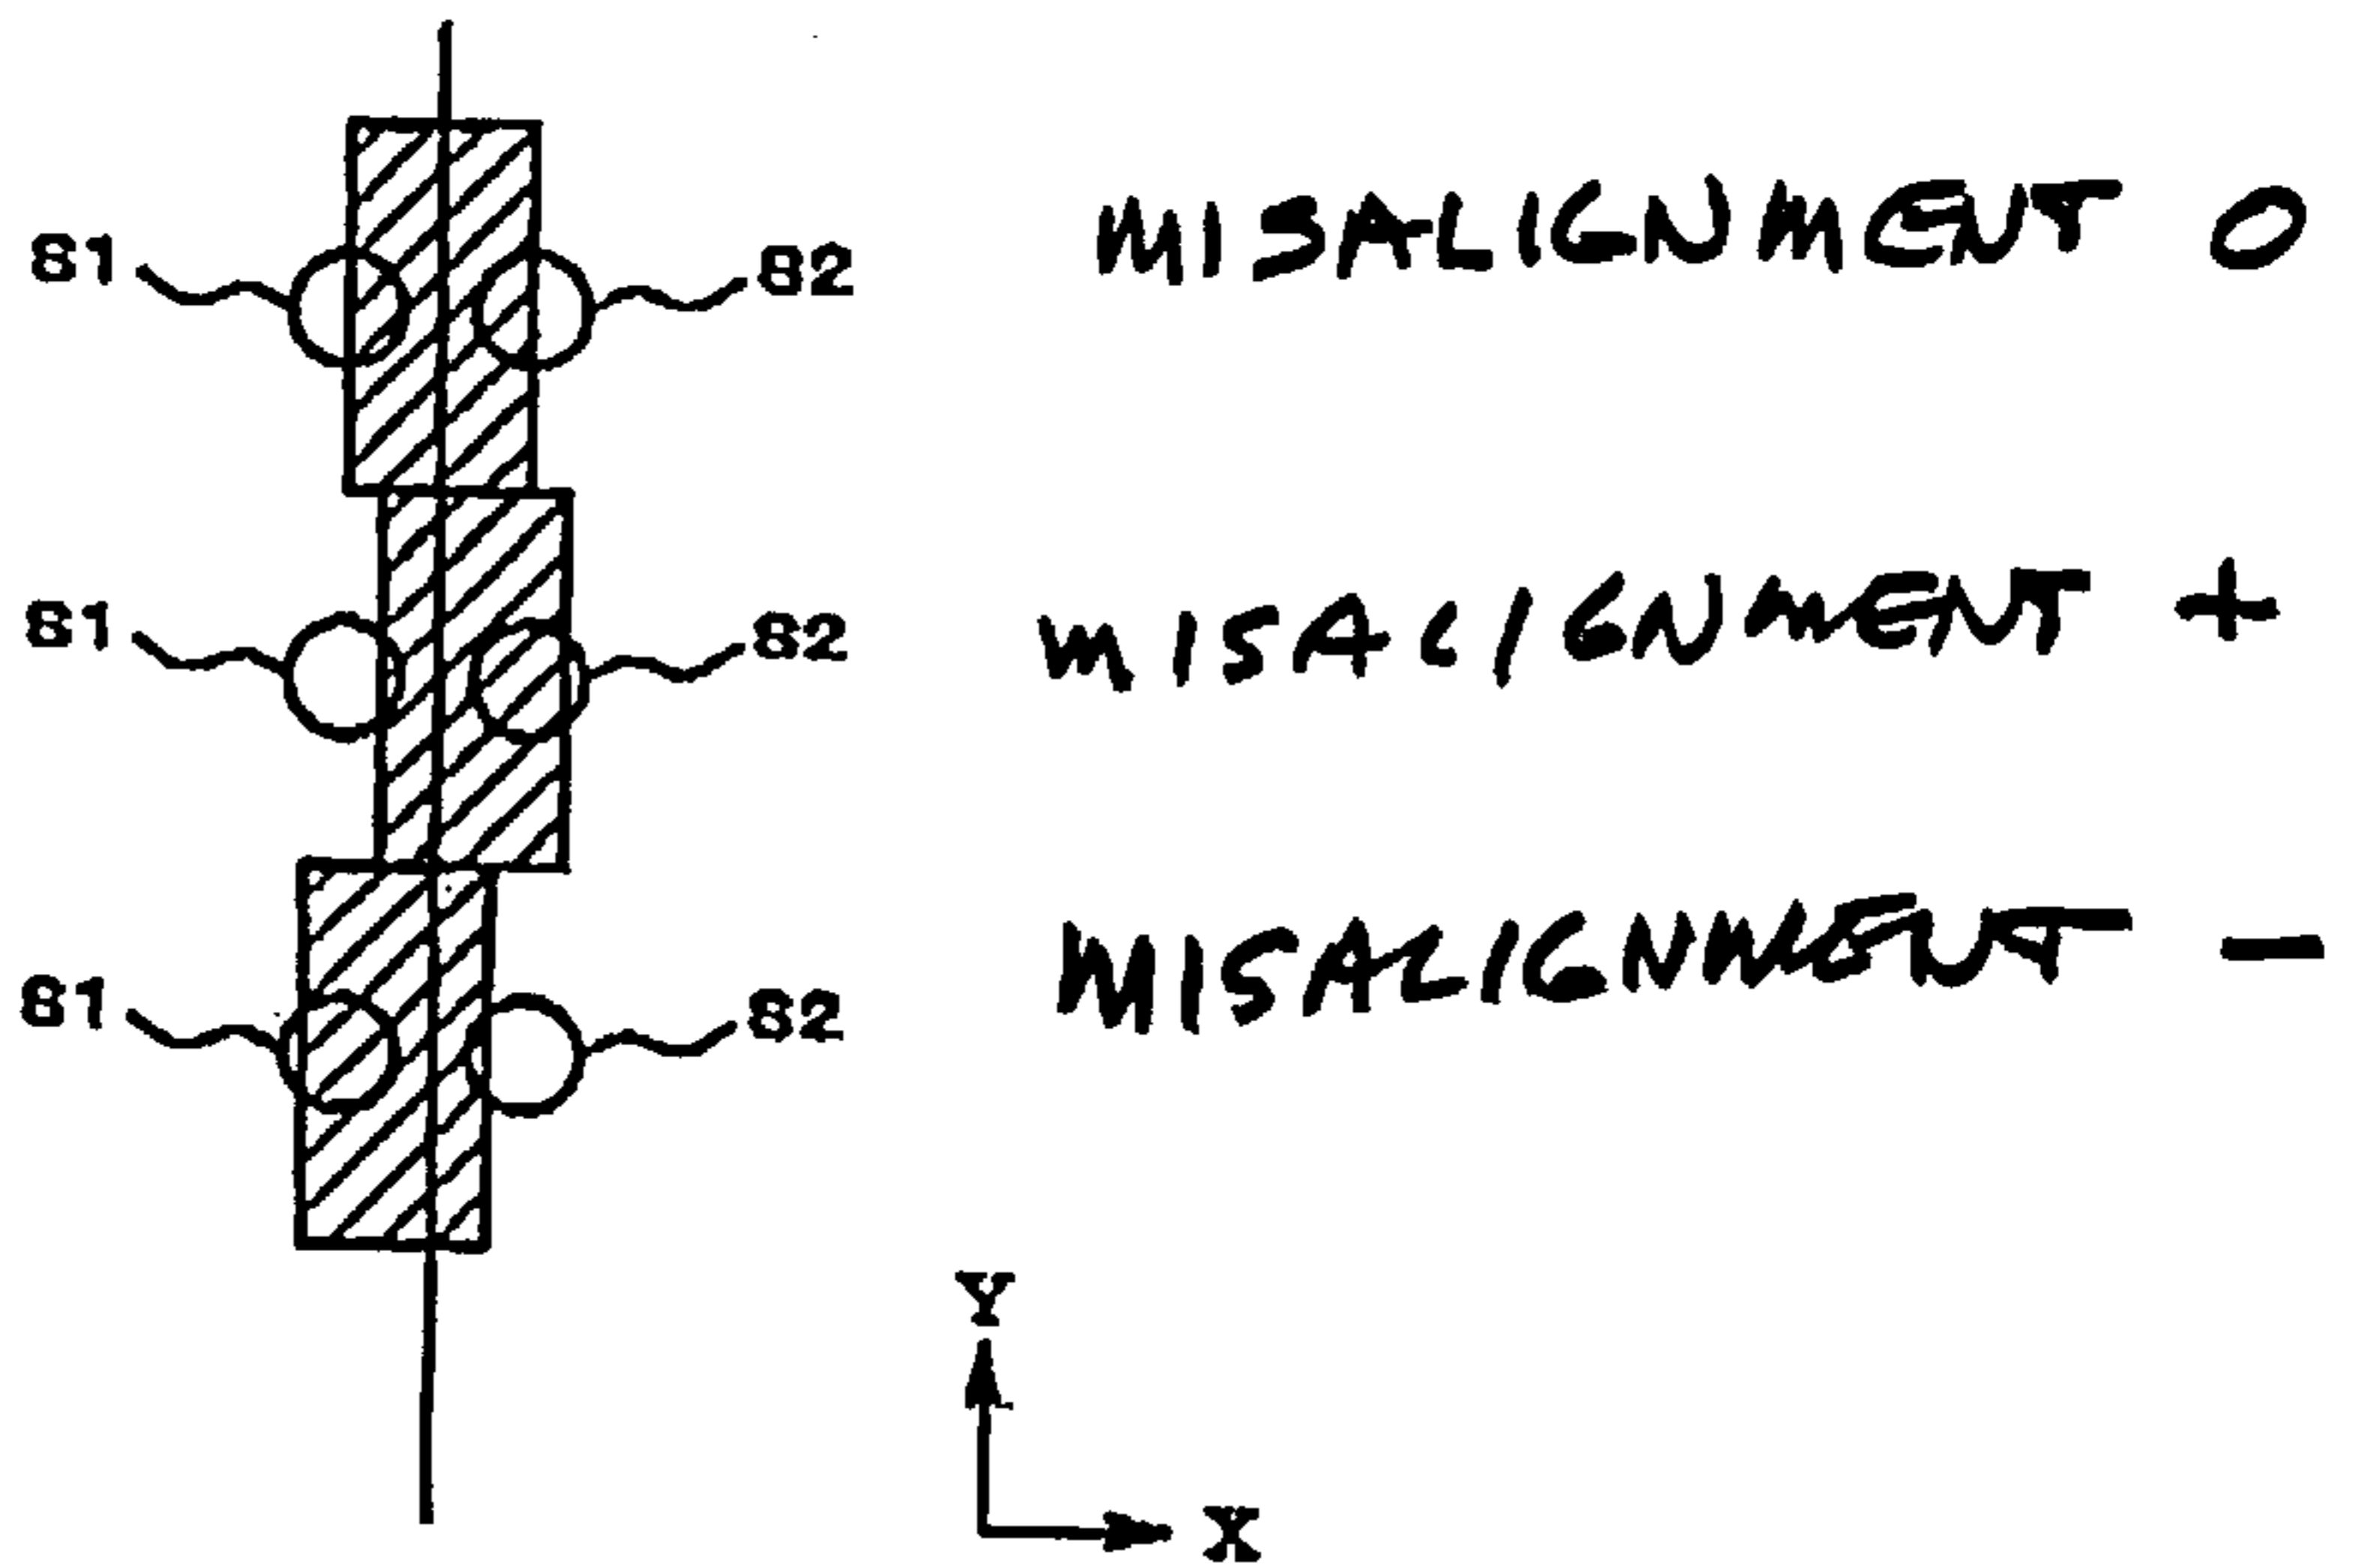 81 82 MISALIGNMENT 0
81 82 MISALIGNMENT +
81 82 MISALIGNMENT −
Y
X